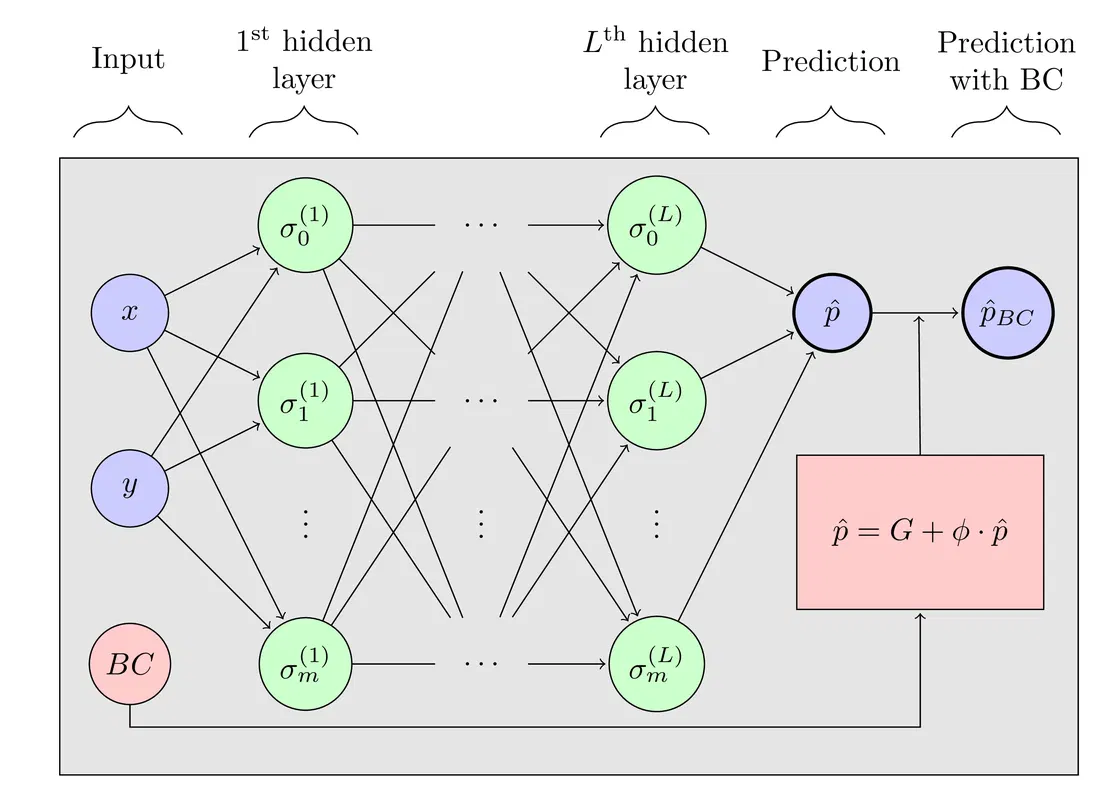 Input
1st hidden
layer
Lth hidden
layer
Prediction
Prediction
with BC
σ₀⁽¹⁾
⋯
σ₀⁽ᴸ⁾
x
p̂
p̂_BC
σ₁⁽¹⁾
⋯
σ₁⁽ᴸ⁾
y
⋮
⋮
⋮
p̂ = G + ϕ · p̂
BC
σₘ⁽¹⁾
⋯
σₘ⁽ᴸ⁾